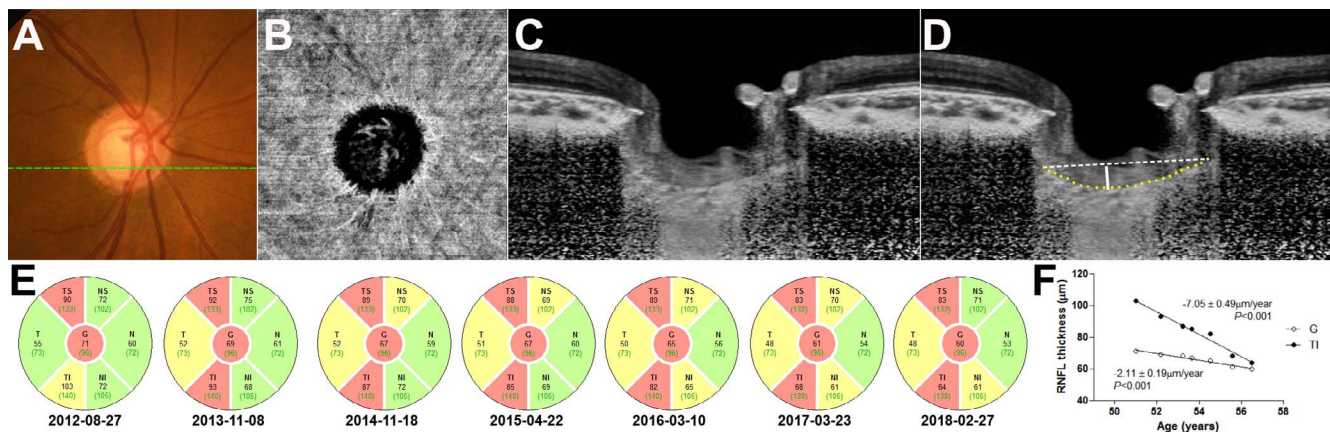 A
B
C
D
E
TS
90
(133)
NS
72
(102)
T
55
(73)
G
71
(96)
N
60
(72)
TI
103
(140)
NI
72
(105)
2012-08-27
TS
92
(133)
NS
75
(102)
T
52
(73)
G
69
(96)
N
61
(72)
TI
93
(140)
NI
68
(105)
2013-11-08
TS
89
(133)
NS
70
(102)
T
52
(73)
G
67
(96)
N
59
(72)
TI
87
(140)
NI
72
(105)
2014-11-18
TS
88
(133)
NS
69
(102)
T
51
(73)
G
67
(96)
N
60
(72)
TI
85
(140)
NI
69
(105)
2015-04-22
TS
89
(133)
NS
71
(102)
T
50
(73)
G
65
(96)
N
56
(72)
TI
82
(140)
NI
65
(105)
2016-03-10
TS
83
(132)
NS
70
(102)
T
48
(73)
G
61
(96)
N
54
(72)
TI
68
(139)
NI
61
(105)
2017-03-23
TS
83
(132)
NS
71
(102)
T
48
(73)
G
60
(96)
N
53
(72)
TI
64
(139)
NI
61
(105)
2018-02-27
F
RNFL thickness (µm)
120
100
80
60
40
-7.05 ± 0.49µm/year
P<0.001
-2.11 ± 0.19µm/year
P<0.001
G
TI
50 52 54 56 58
Age (years)